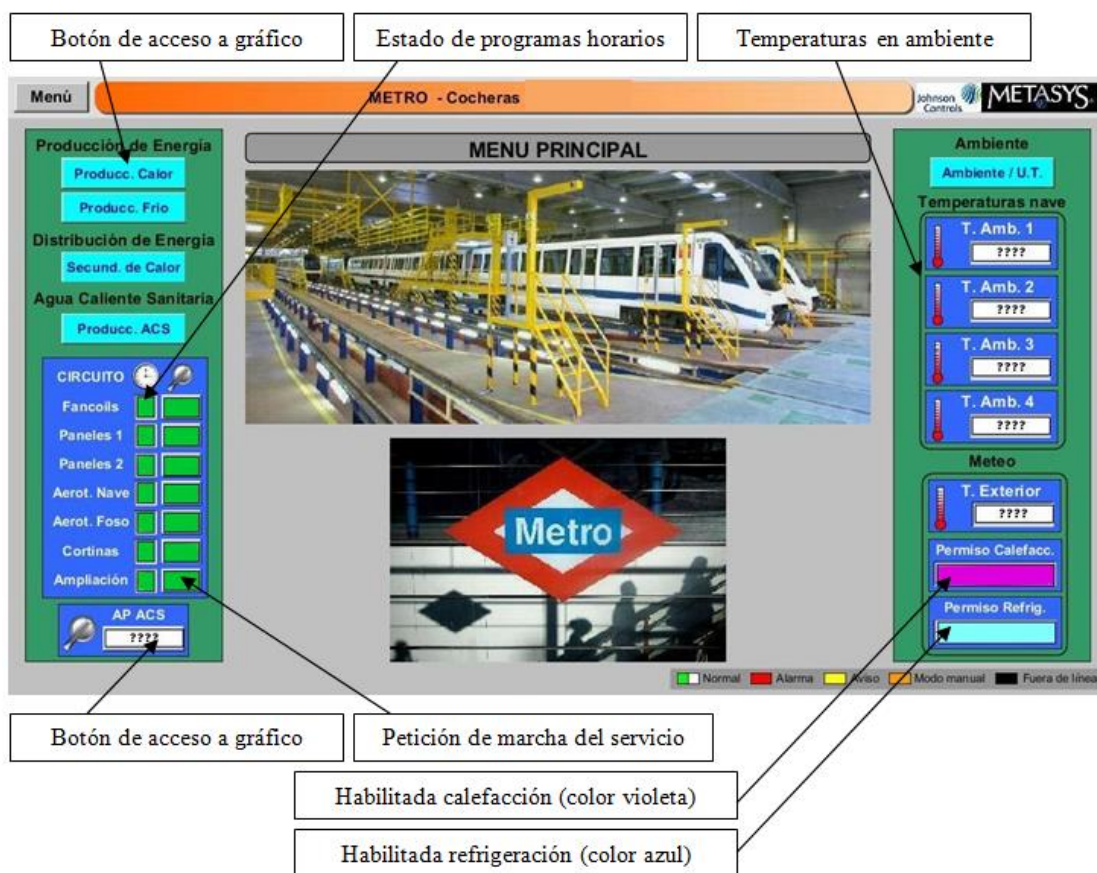 Botón de acceso a gráfico
Estado de programas horarios
Temperaturas en ambiente
Menú
METRO - Cocheras
Johnson
Controls
METASYS
Producción de Energía
Producc. Calor
Producc. Frio
Distribución de Energía
Secund. de Calor
Agua Caliente Sanitaria
Producc. ACS
CIRCUITO
Fancoils
Paneles 1
Paneles 2
Aerot. Nave
Aerot. Foso
Cortinas
Ampliación
AP ACS
????
MENU PRINCIPAL
Metro
Ambiente
Ambiente / U.T.
Temperaturas nave
T. Amb. 1
????
T. Amb. 2
????
T. Amb. 3
????
T. Amb. 4
????
Meteo
T. Exterior
????
Permiso Calefacc.
Permiso Refrig.
Normal Alarma Aviso Modo manual Fuera de línea
Botón de acceso a gráfico
Petición de marcha del servicio
Habilitada calefacción (color violeta)
Habilitada refrigeración (color azul)